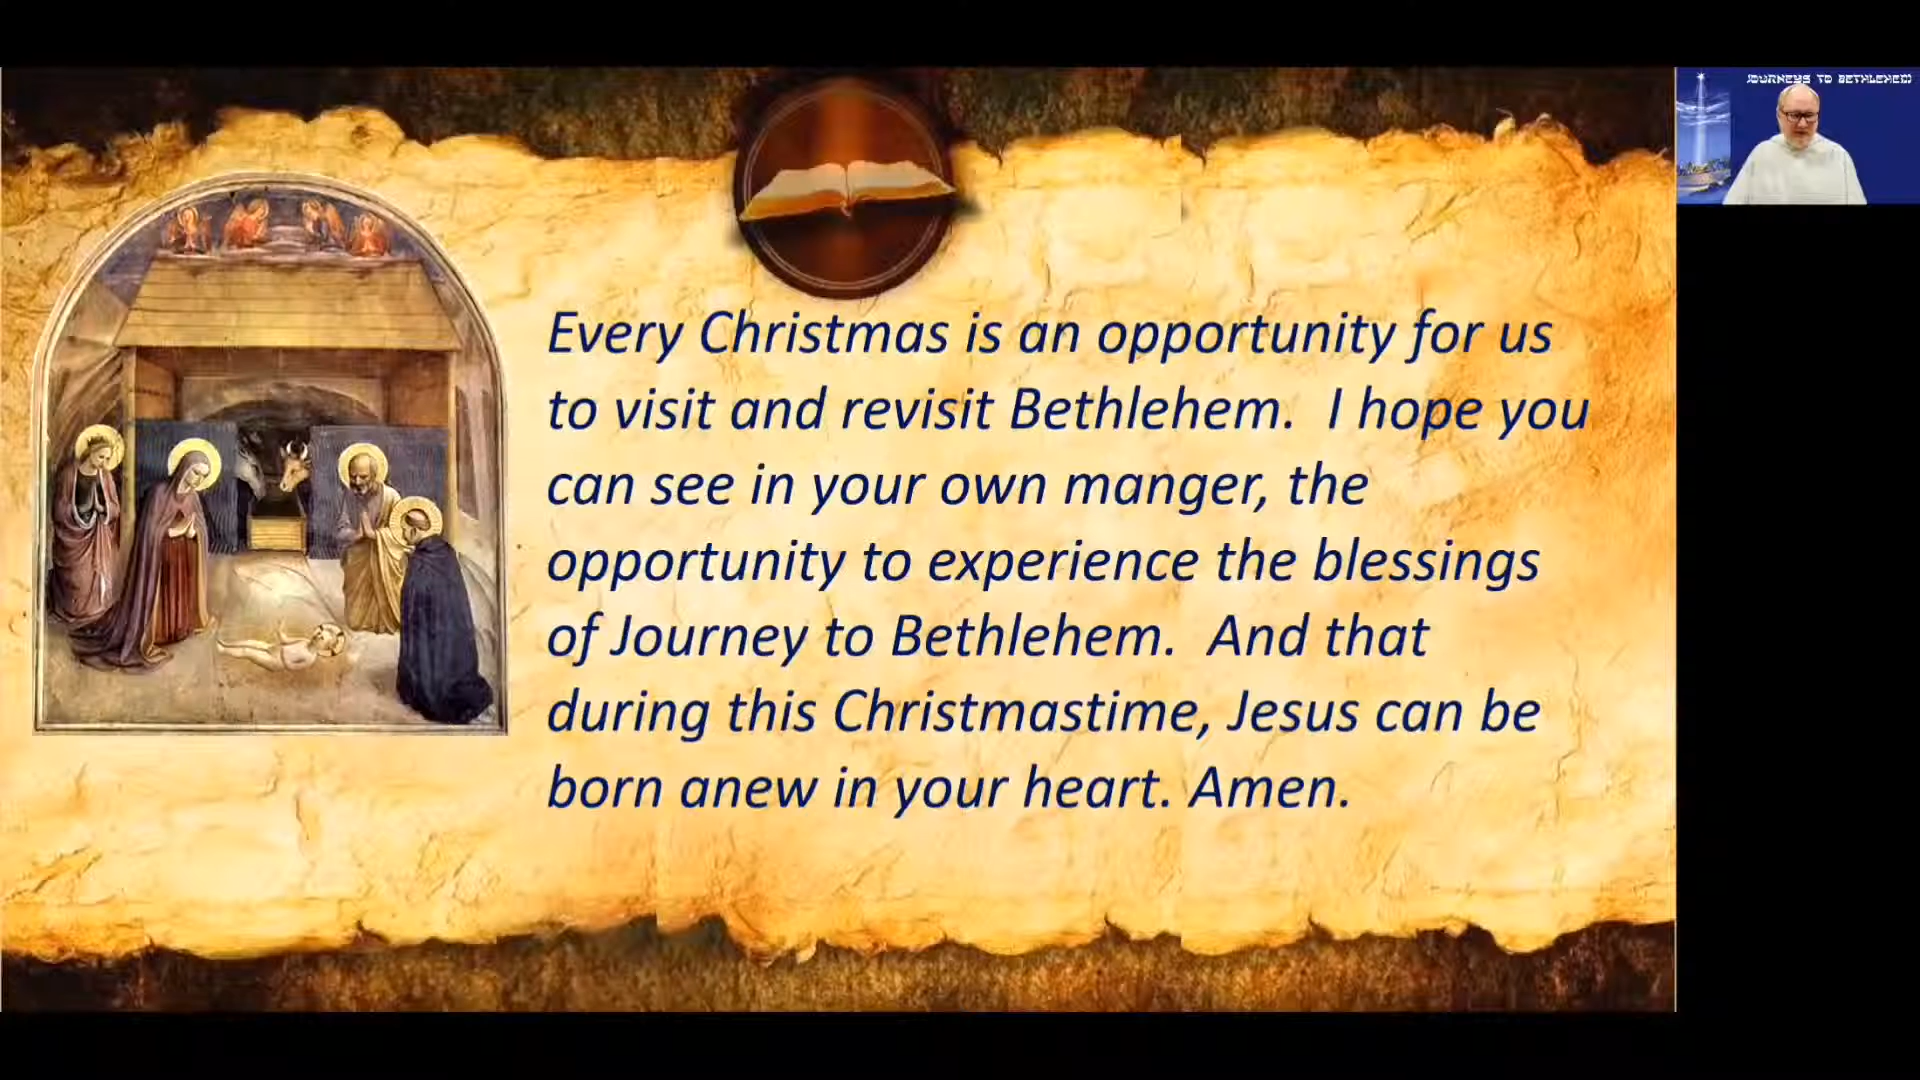 JOURNEYS TO BETHLEHEM
Every Christmas is an opportunity for us
to visit and revisit Bethlehem.  I hope you
can see in your own manger, the
opportunity to experience the blessings
of Journey to Bethlehem.  And that
during this Christmastime, Jesus can be
born anew in your heart. Amen.